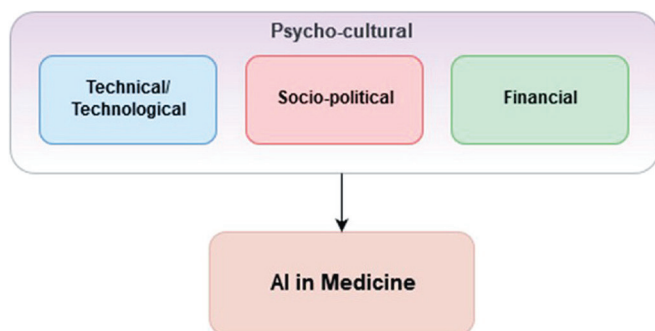 Psycho-cultural
Technical/
Technological
Socio-political
Financial
AI in Medicine